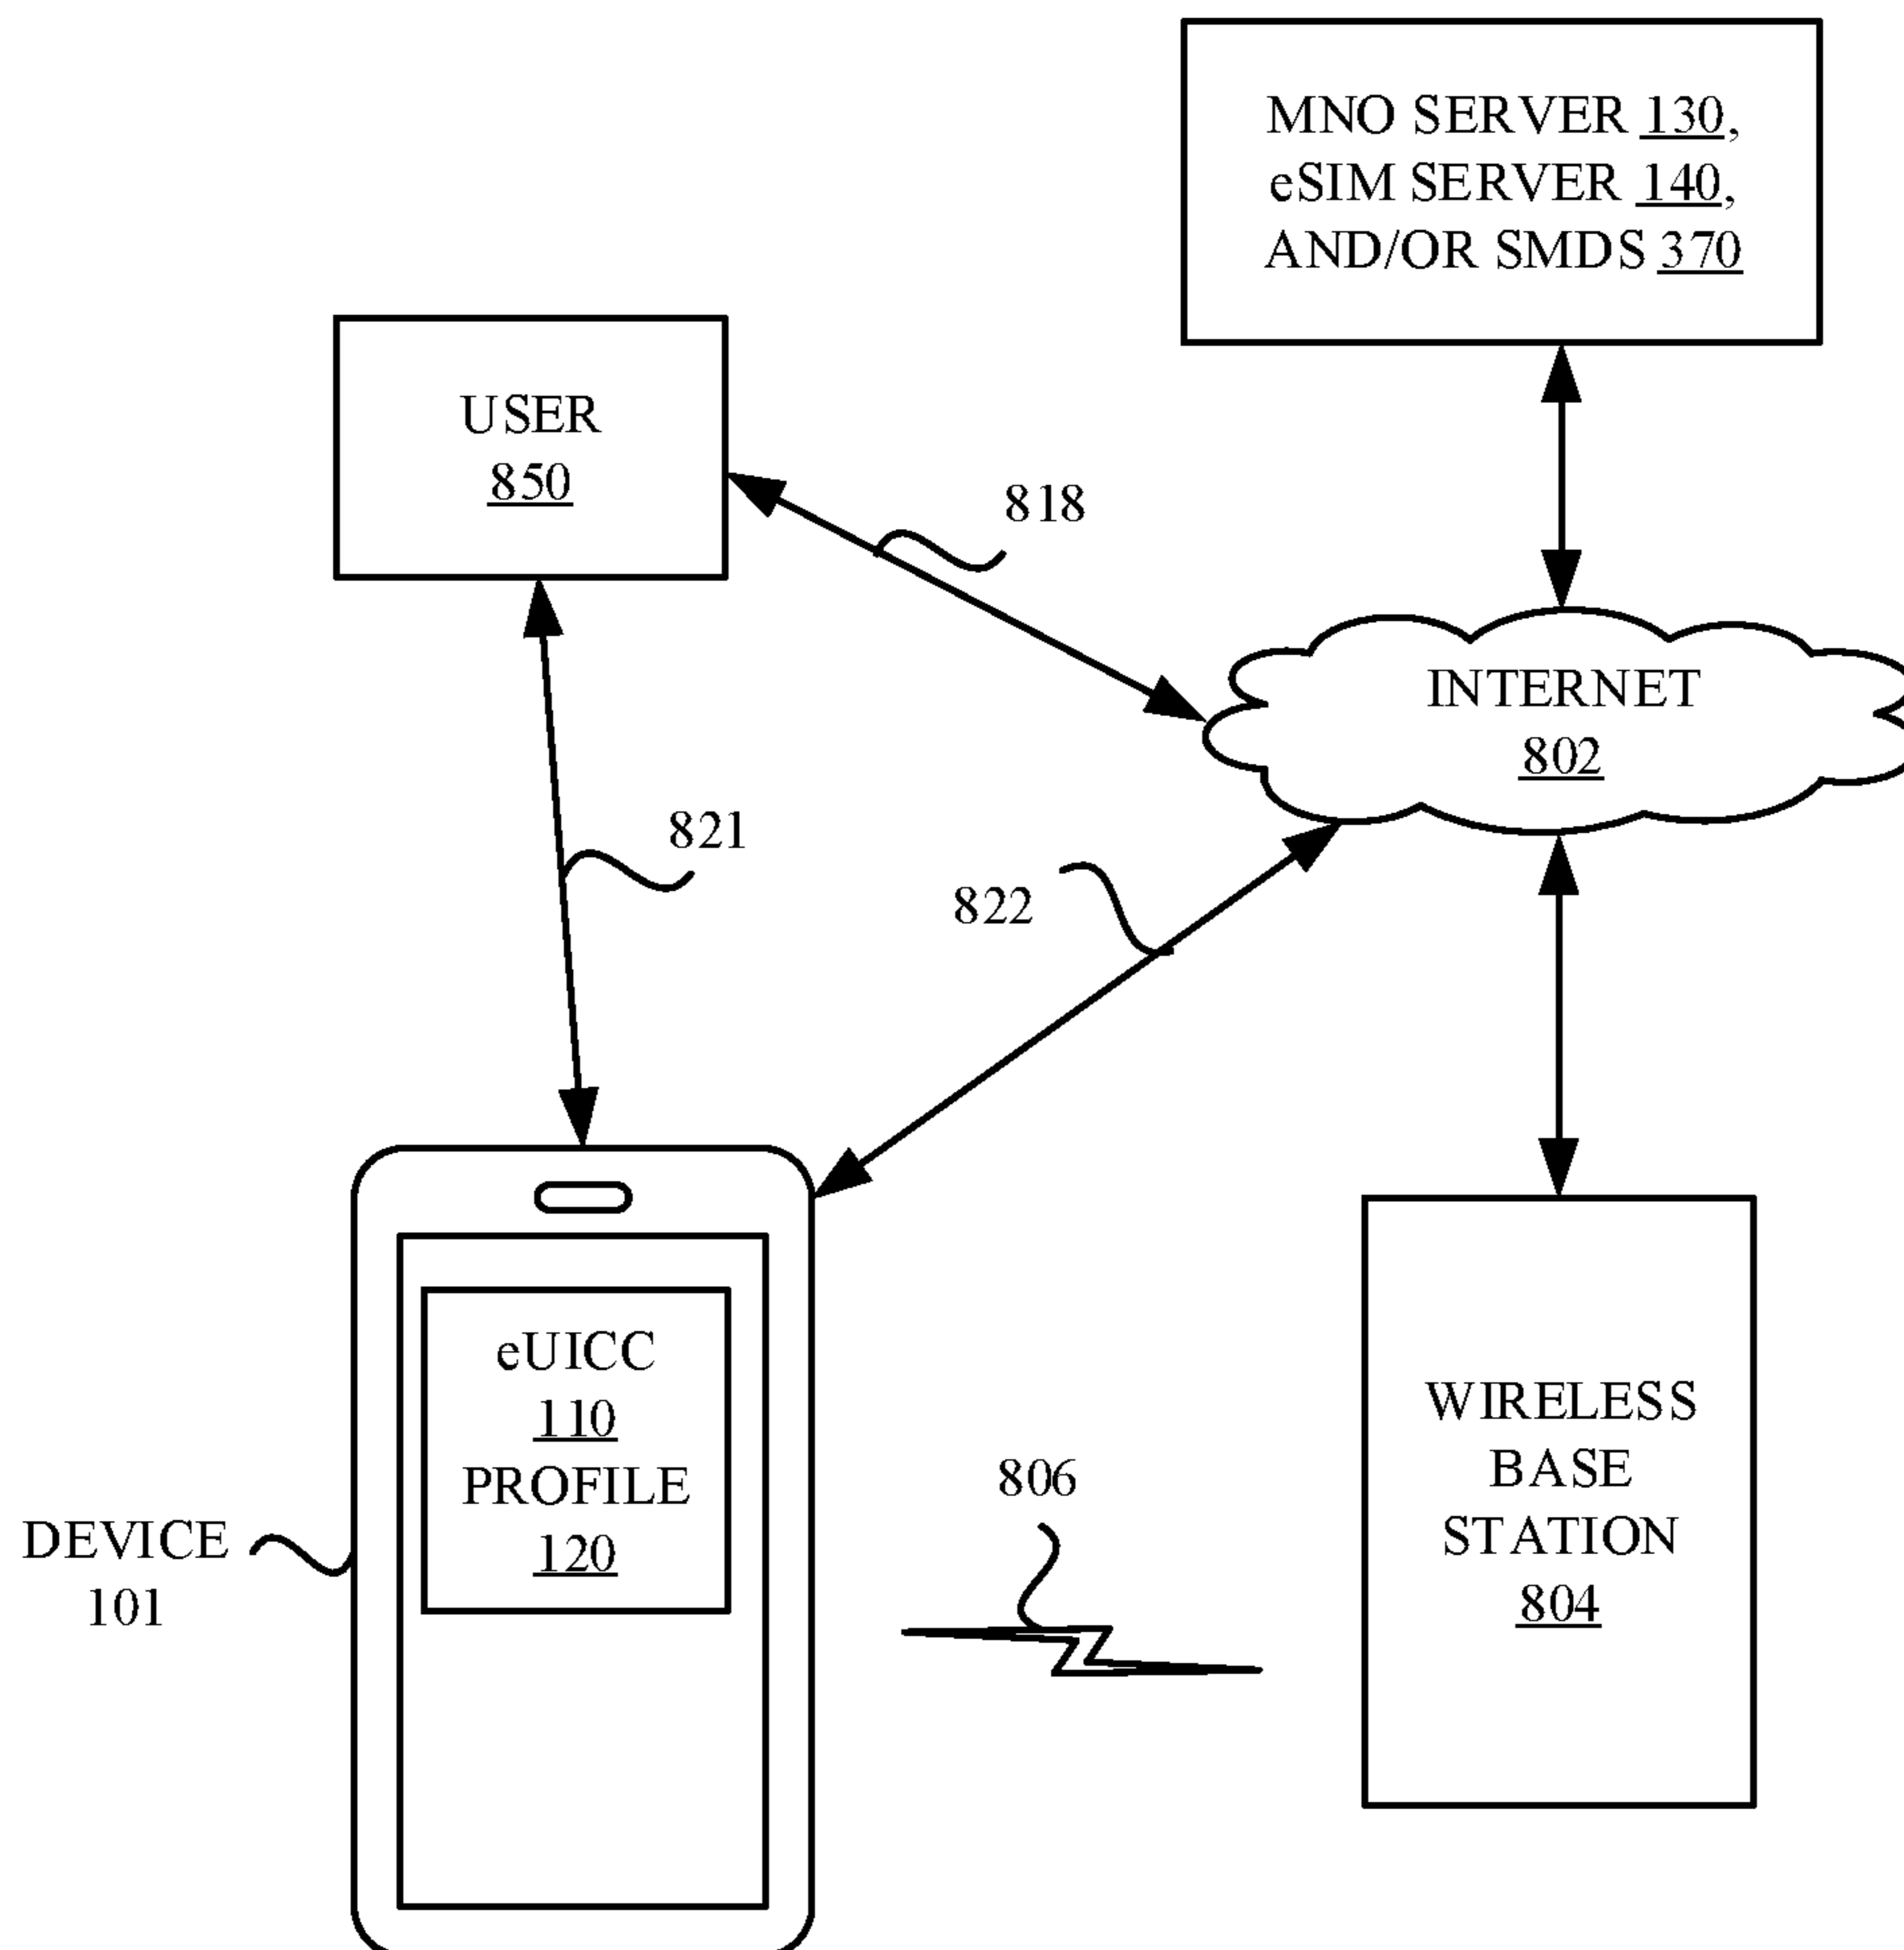 MNO SERVER 130,
eSIM SERVER 140,
AND/OR SMDS 370
USER
850
818
INTERNET
802
821
822
eUICC
110
PROFILE
120
DEVICE
101
806
WIRELESS
BASE
STATION
804